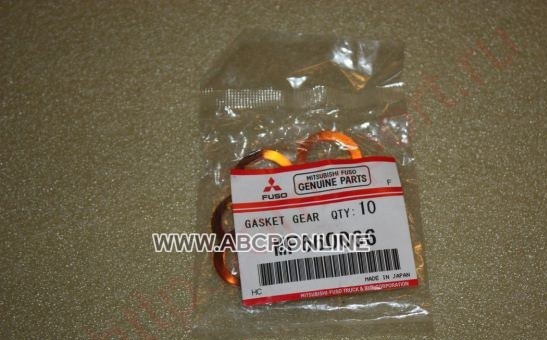 MITSUBISHI FUSO
GENUINE PARTS
F
FUSO
GASKET GEAR QTY: 10
WWW.ABCPONLINE
HC
MADE IN JAPAN
MITSUBISHI FUSO TRUCK & BUS CORPORATION